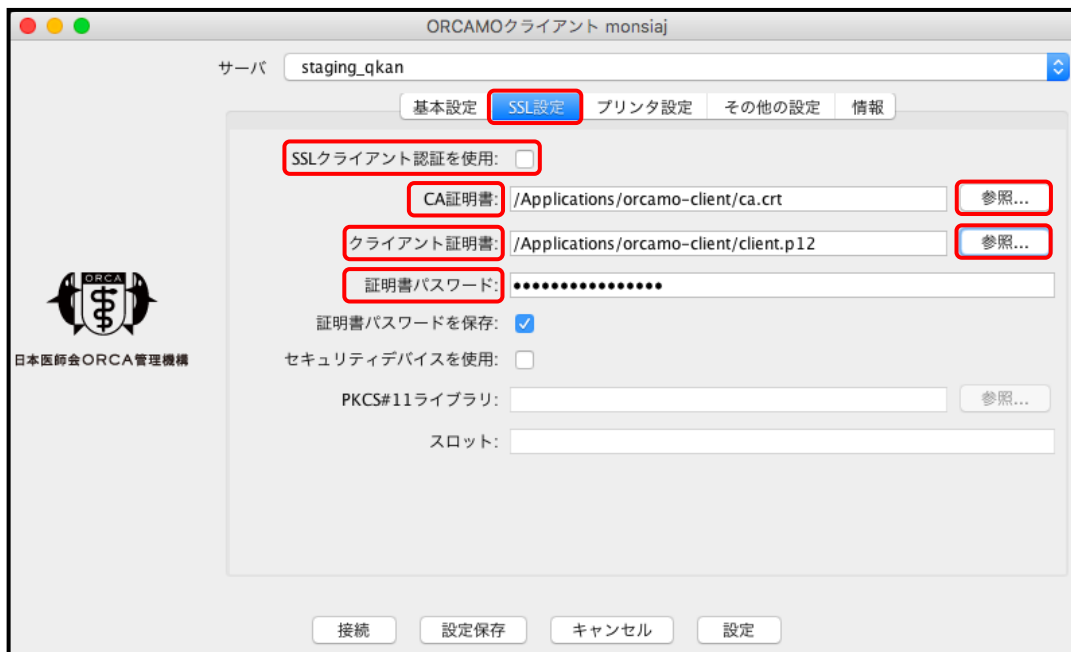 ORCAMOクライアント monsiaj
サーバ staging_qkan
基本設定 SSL設定 プリンタ設定 その他の設定 情報
SSLクライアント認証を使用:
CA証明書: /Applications/orcamo-client/ca.crt 参照...
クライアント証明書: /Applications/orcamo-client/client.p12 参照...
証明書パスワード: ••••••••••••••••
証明書パスワードを保存:
セキュリティデバイスを使用:
PKCS#11ライブラリ: 参照...
スロット:
ORCA
日本医師会ORCA管理機構
接続 設定保存 キャンセル 設定